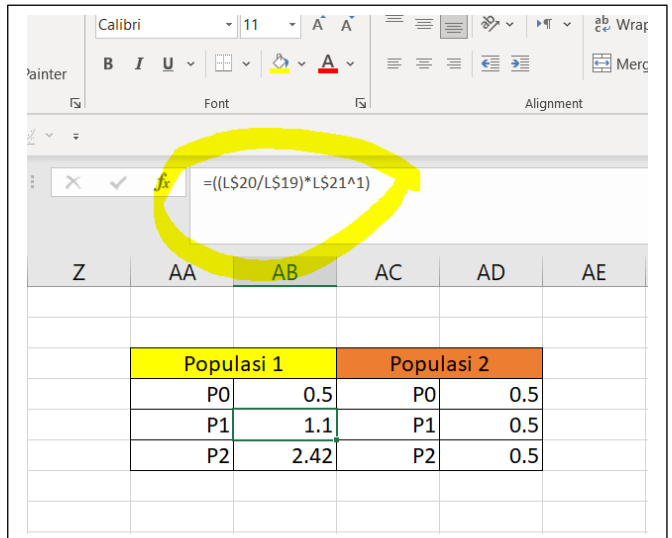 Calibri 11 A A ab Wrap
Painter B I U A Merg
Font Alignment
fx =((L$20/L$19)*L$21^1)
Z AA AB AC AD AE
Populasi 1 Populasi 2
P0 0.5 P0 0.5
P1 1.1 P1 0.5
P2 2.42 P2 0.5